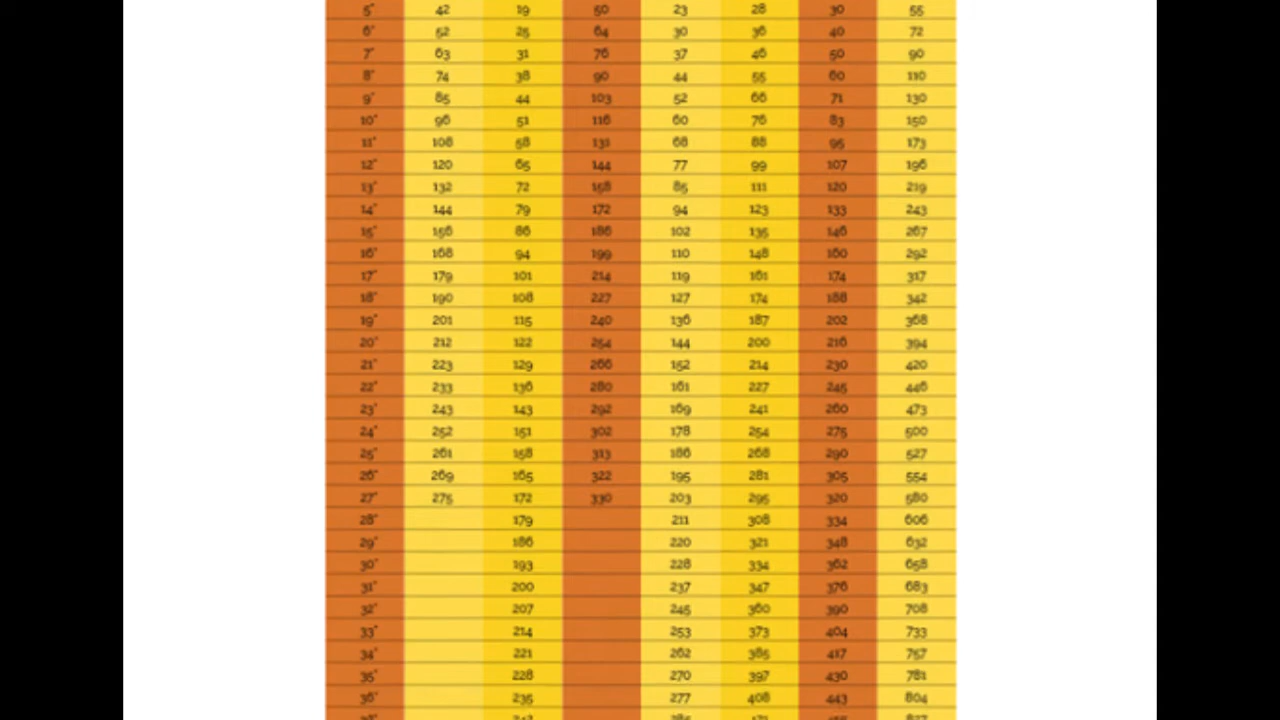 5" 42 19 50 23 28 30 55
6" 52 25 64 30 36 40 72
7" 63 31 76 37 46 50 90
8" 74 38 90 44 55 60 110
9" 85 44 103 52 66 71 130
10" 96 51 116 60 76 83 150
11" 108 58 131 68 88 95 173
12" 120 65 144 77 99 107 196
13" 132 72 158 85 111 120 219
14" 144 79 172 94 123 133 243
15" 156 86 186 102 135 146 267
16" 168 94 199 110 148 160 292
17" 179 101 214 119 161 174 317
18" 190 108 227 127 174 188 342
19" 201 115 240 136 187 202 368
20" 212 122 254 144 200 216 394
21" 223 129 266 152 214 230 420
22" 233 136 280 161 227 245 446
23" 243 143 292 169 241 260 473
24" 252 151 302 178 254 275 500
25" 261 158 313 186 268 290 527
26" 269 165 322 195 281 305 554
27" 275 172 330 203 295 320 580
28" 179 211 308 334 606
29" 186 220 321 348 632
30" 193 228 334 362 658
31" 200 237 347 376 683
32" 207 245 360 390 708
33" 214 253 373 404 733
34" 221 262 385 417 757
35" 228 270 397 430 781
36" 235 277 408 443 804